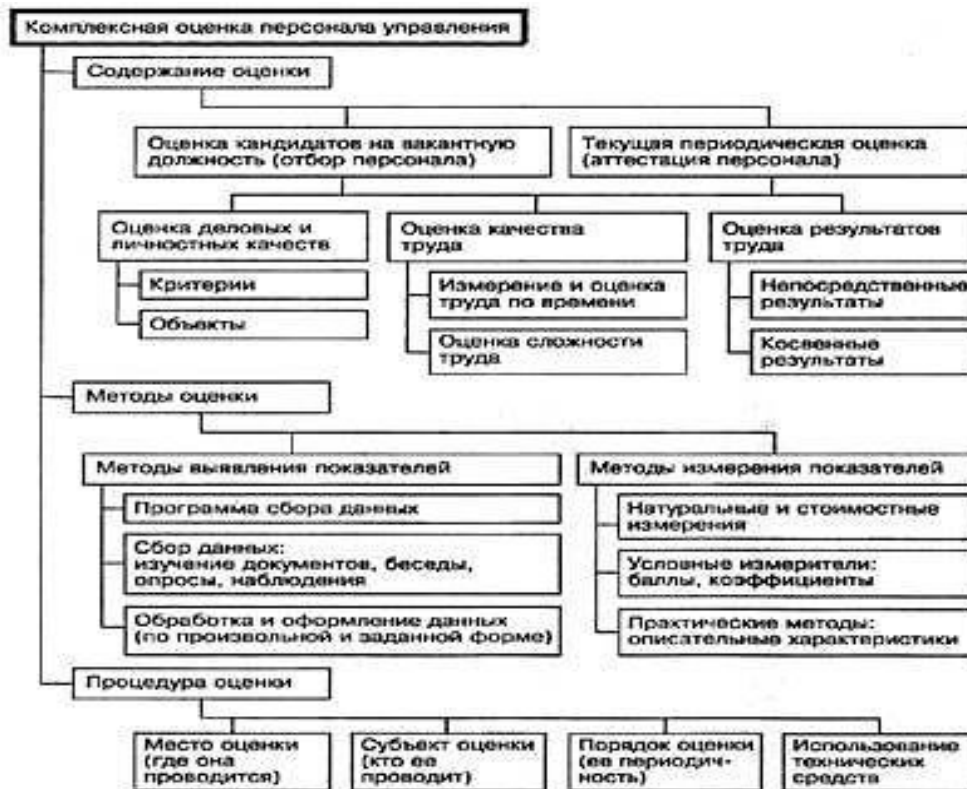 Комплексная оценка персонала управления
Содержание оценки
Оценка кандидатов на вакантную
должность (отбор персонала)
Текущая периодическая оценка
(аттестация персонала)
Оценка деловых и
личностных качеств
Оценка качества
труда
Оценка результатов
труда
Критерии
Объекты
Измерение и оценка
труда по времени
Оценка сложности
труда
Непосредственные
результаты
Косвенные
результаты
Методы оценки
Методы выявления показателей
Программа сбора данных
Сбор данных:
изучение документов, беседы,
опросы, наблюдения
Обработка и оформление данных
(по произвольной и заданной форме)
Методы измерения показателей
Натуральные и стоимостные
измерения
Условные измерители:
баллы, коэффициенты
Практические методы:
описательные характеристики
Процедура оценки
Место оценки
(где она
проводится)
Субъект оценки
(кто ее
проводит)
Порядок оценки
(ее периодич-
ность)
Использование
технических
средств